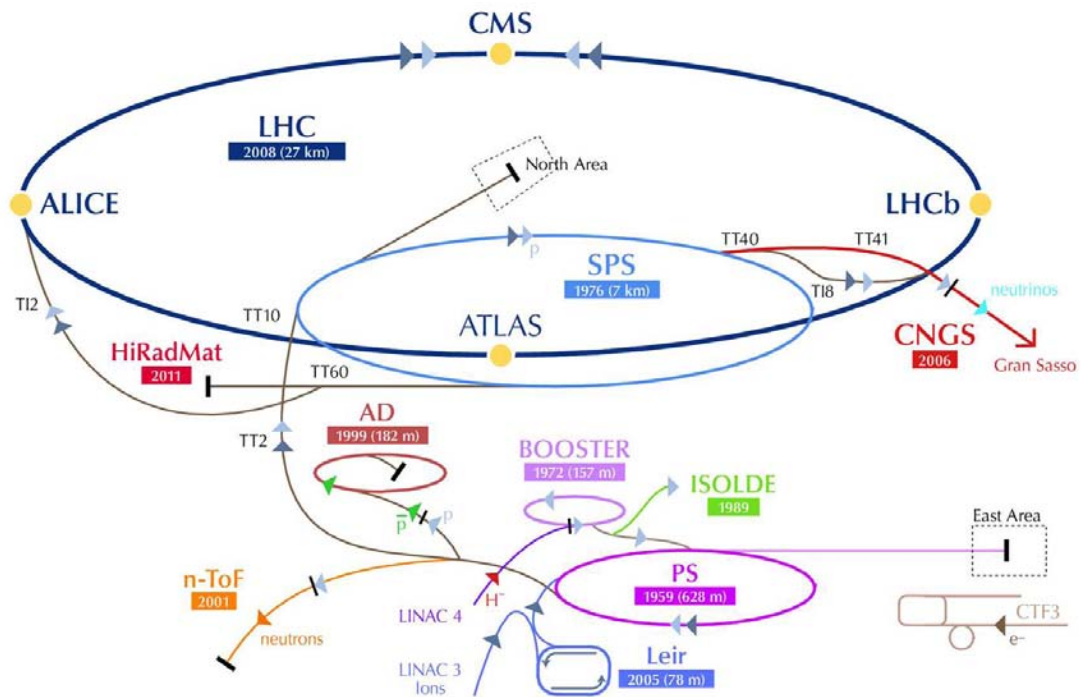 CMS
LHC
2008 (27 km)
North Area
ALICE
LHCb
TT40
TT41
SPS
1976 (7 km)
p
TI8
neutrinos
TI2
TT10
ATLAS
CNGS
2006
Gran Sasso
HiRadMat
2011
TT60
AD
1999 (182 m)
TT2
BOOSTER
1972 (157 m)
ISOLDE
1989
p̅
p
East Area
n-ToF
2001
PS
1959 (628 m)
LINAC 4
H⁻
neutrons
CTF3
e⁻
LINAC 3
Ions
Leir
2005 (78 m)